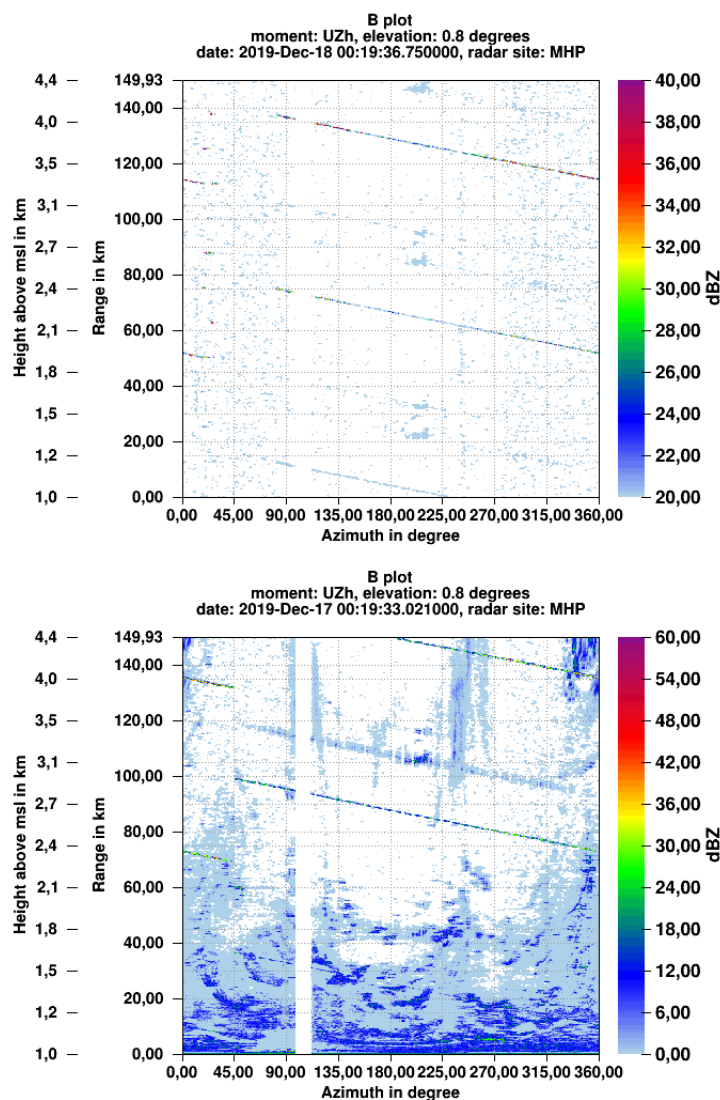 B plot
moment: UZh, elevation: 0.8 degrees
date: 2019-Dec-18 00:19:36.750000, radar site: MHP
4,4 149,93 40,00
140,00 38,00
4,0 36,00
3,5 120,00 34,00
3,1 100,00 32,00
2,7 80,00 30,00
2,4 28,00
2,1 60,00 26,00
1,8 40,00 24,00
1,5 20,00 22,00
1,2
1,0 0,00 20,00
Height above msl in km
Range in km
dBZ
0,00 45,00 90,00 135,00 180,00 225,00 270,00 315,00 360,00
Azimuth in degree
B plot
moment: UZh, elevation: 0.8 degrees
date: 2019-Dec-17 00:19:33.021000, radar site: MHP
4,4 149,93 60,00
140,00 54,00
4,0 48,00
3,5 120,00 42,00
3,1 100,00 36,00
2,7 80,00 30,00
2,4 24,00
2,1 60,00 18,00
1,8 40,00 12,00
1,5 20,00 6,00
1,2
1,0 0,00 0,00
Height above msl in km
Range in km
dBZ
0,00 45,00 90,00 135,00 180,00 225,00 270,00 315,00 360,00
Azimuth in degree